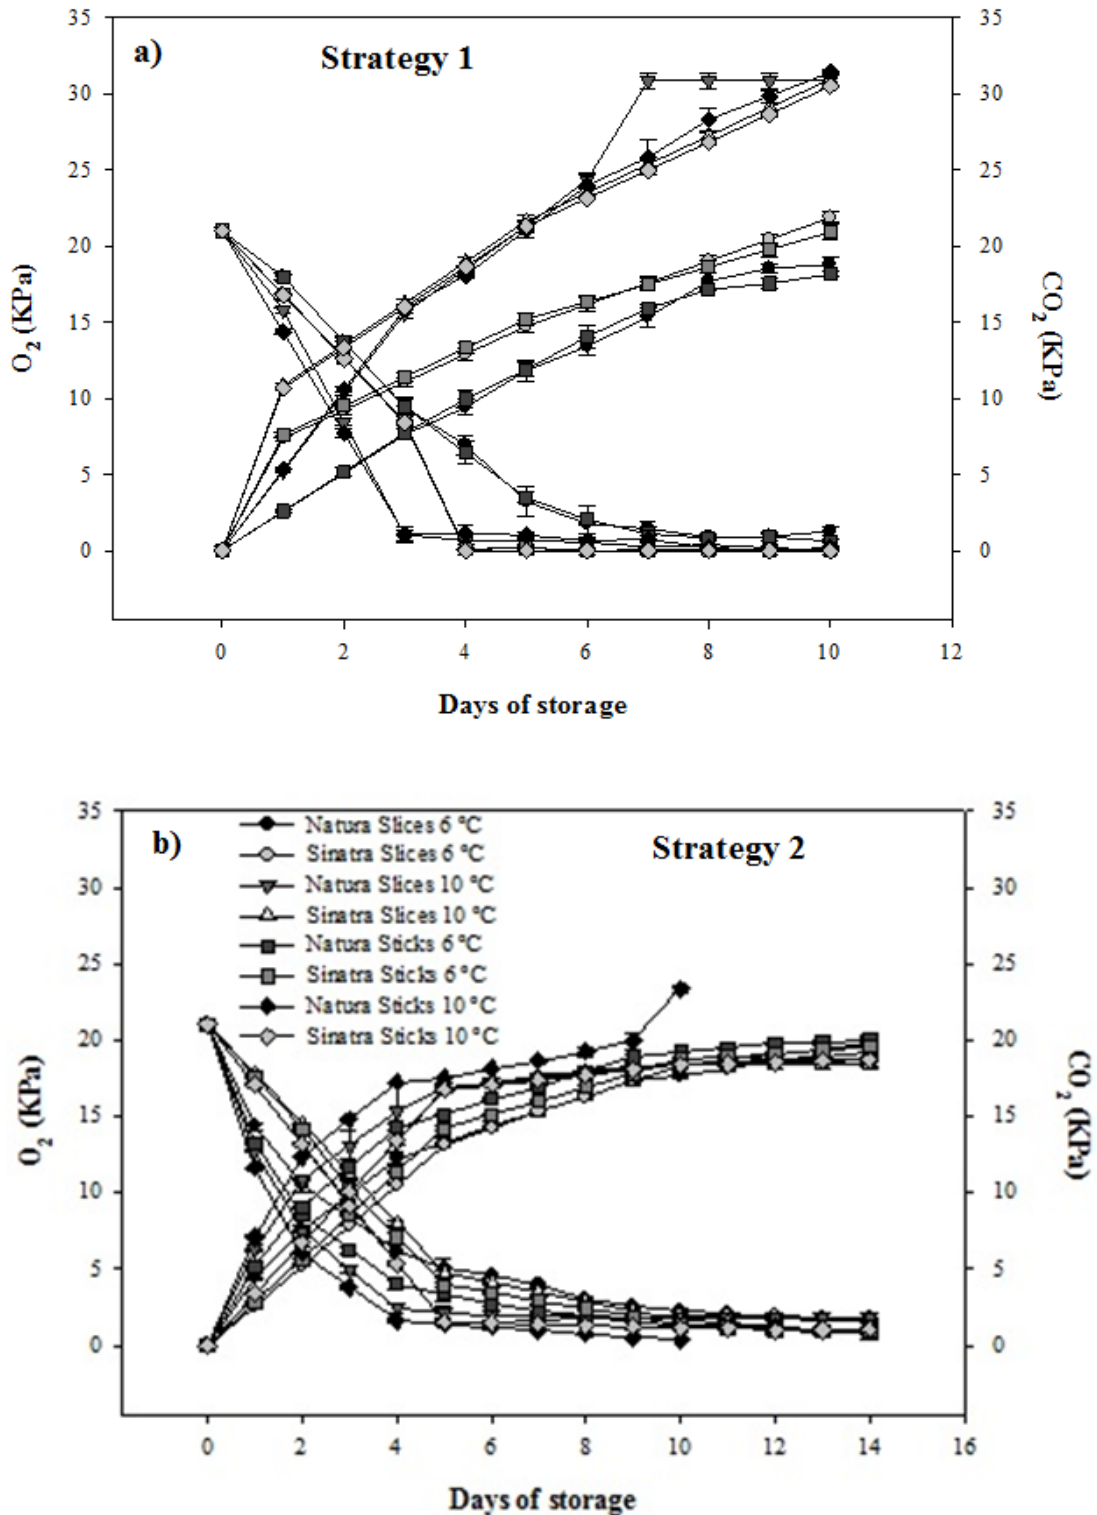 a)
Strategy 1
35
30
25
20
15
10
5
0
O2 (KPa)
35
30
25
20
15
10
5
0
CO2 (KPa)
0 2 4 6 8 10 12
Days of storage
b)
Strategy 2
Natura Slices 6 °C
Sinatra Slices 6 °C
Natura Slices 10 °C
Sinatra Slices 10 °C
Natura Sticks 6 °C
Sinatra Sticks 6 °C
Natura Sticks 10 °C
Sinatra Sticks 10 °C
35
30
25
20
15
10
5
0
O2 (KPa)
35
30
25
20
15
10
5
0
CO2 (KPa)
0 2 4 6 8 10 12 14 16
Days of storage